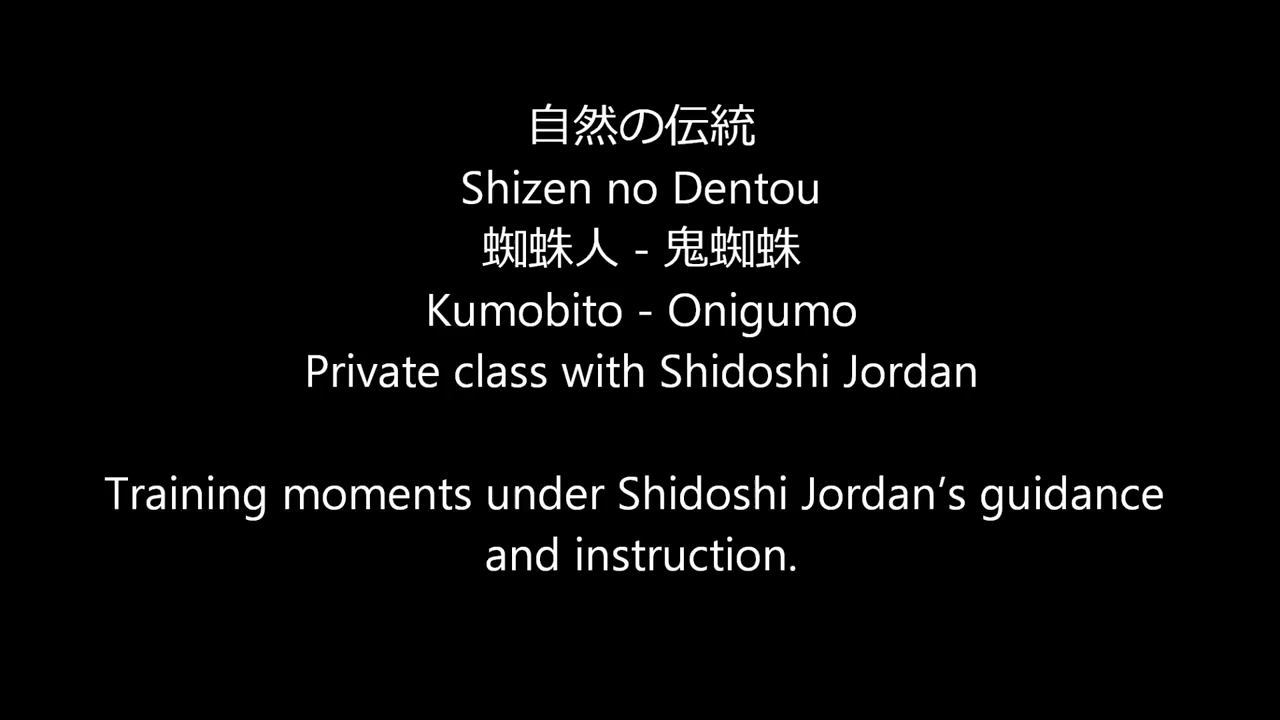 自然の伝統
Shizen no Dentou
蜘蛛人 - 鬼蜘蛛
Kumobito - Onigumo
Private class with Shidoshi Jordan
Training moments under Shidoshi Jordan’s guidance
and instruction.